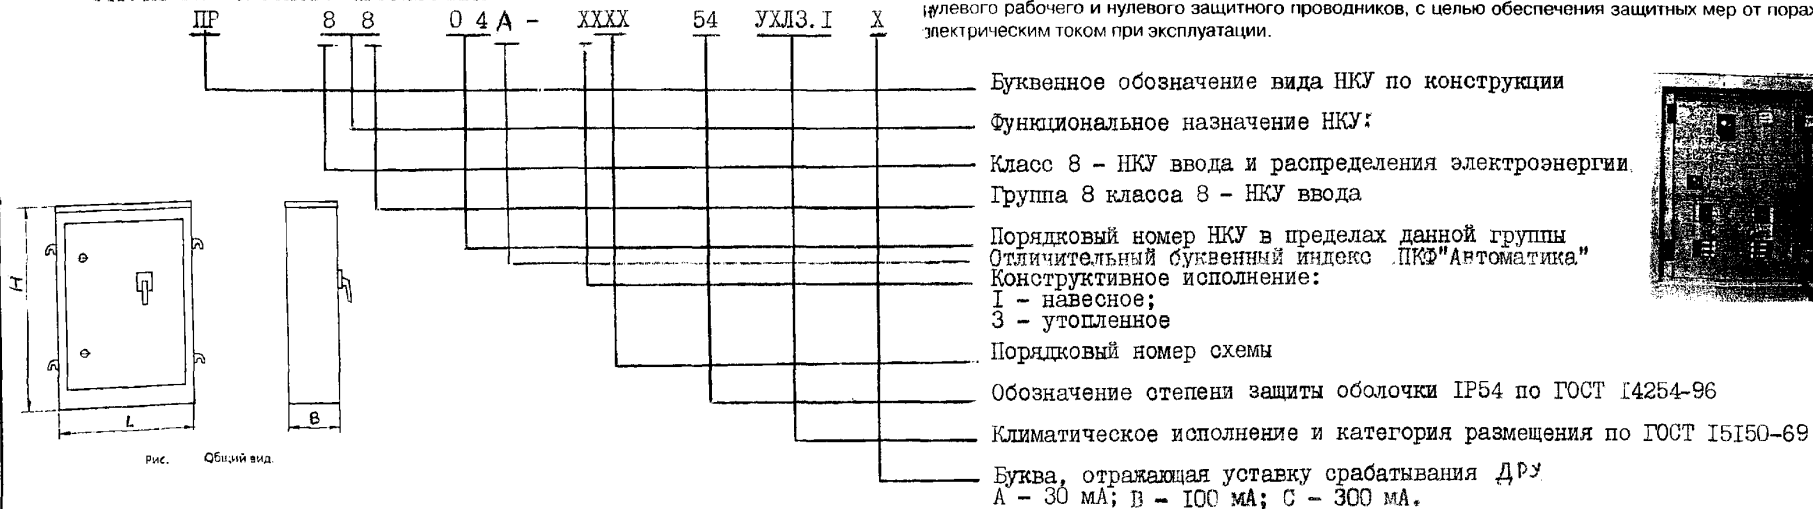 ПР 8 8 04А - ХХХХ 54 УХЛ3.I Х
нулевого рабочего и нулевого защитного проводников, с целью обеспечения защитных мер от
электрическим током при эксплуатации.
Буквенное обозначение вида НКУ по конструкции
Функциональное назначение НКУ:
Класс 8 - НКУ ввода и распределения электроэнергии
Группа 8 класса 8 - НКУ ввода
Порядковый номер НКУ в пределах данной группы
Отличительный буквенный индекс ПКФ"Автоматика"
Конструктивное исполнение:
I - навесное;
3 - утопленное
Порядковый номер схемы
Обозначение степени защиты оболочки IP54 по ГОСТ I4254-96
Климатическое исполнение и категория размещения по ГОСТ I5I50-69
Буква, отражающая уставку срабатывания ДРУ
А - 30 мА; В - I00 мА; С - 300 мА.
H
L
B
Рис. Общий вид.